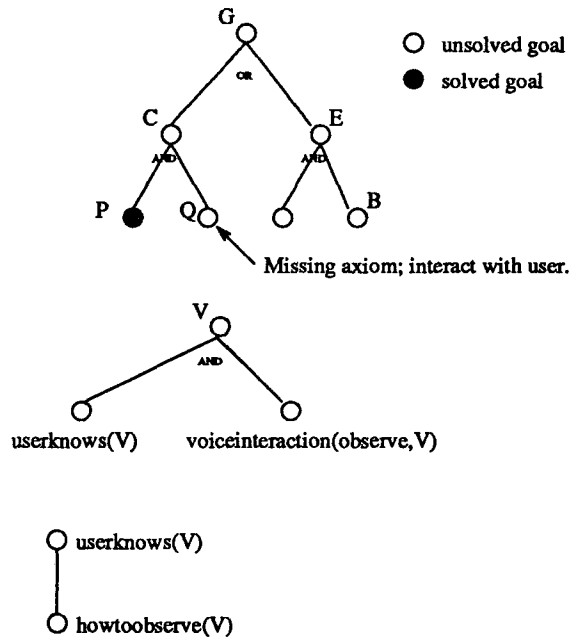 G
unsolved goal
OR
solved goal
C
E
AND
AND
P
Q
B
Missing axiom; interact with user.
V
AND
userknows(V)
voiceinteraction(observe,V)
userknows(V)
howtoobserve(V)